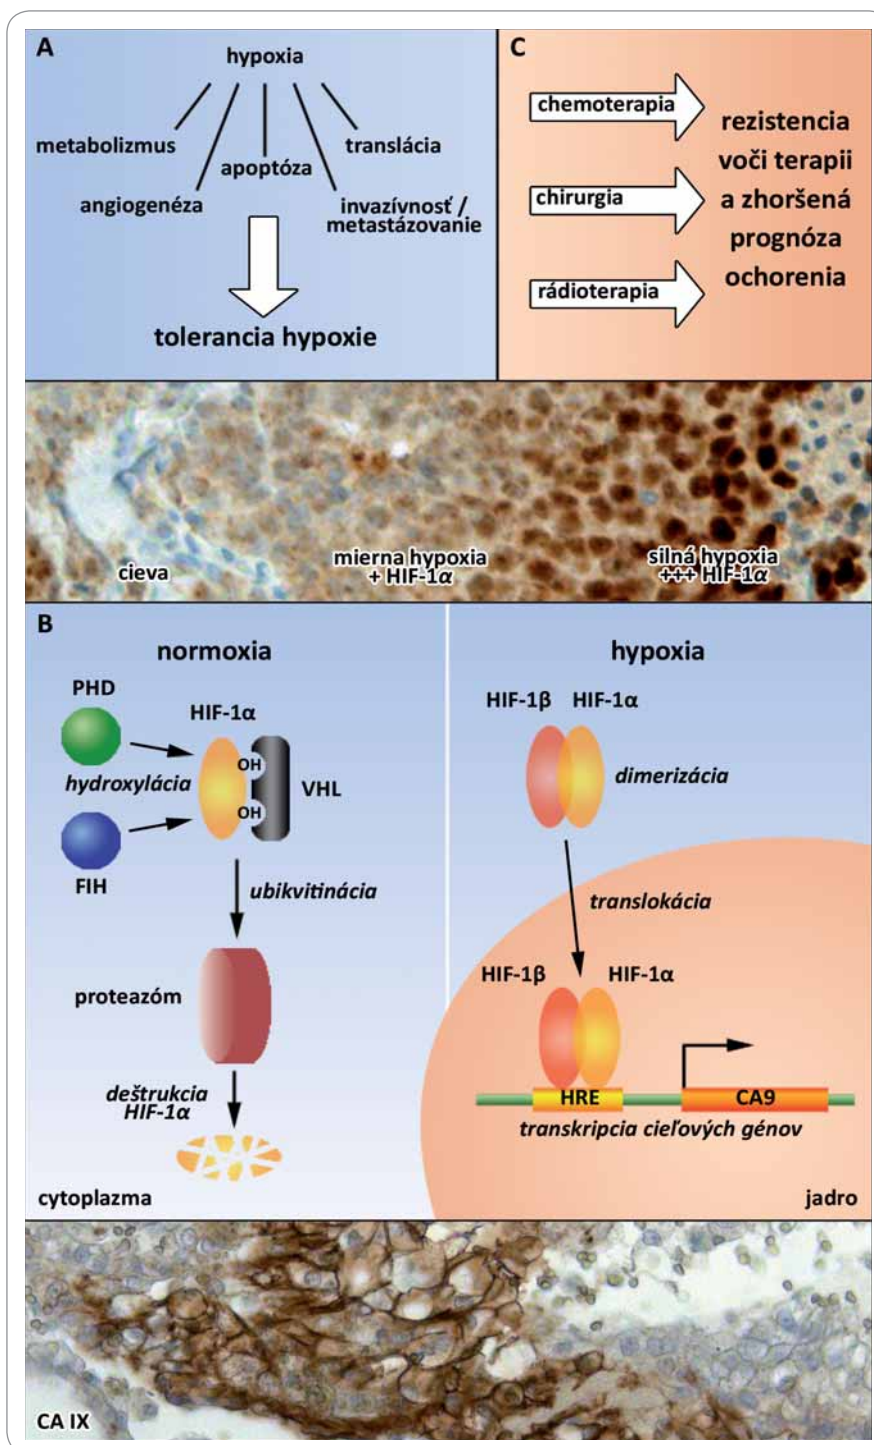 A
hypoxia
metabolizmus
translácia
apoptóza
angiogenéza
invazívnosť /
metastázovanie
tolerancia hypoxie
C
chemoterapia
chirurgia
rádioterapia
rezistencia
voči terapii
a zhoršená
prognóza
ochorenia
cieva
mierna hypoxia
+ HIF-1α
silná hypoxia
+++ HIF-1α
B
normoxia
PHD
HIF-1α
hydroxylácia
OH
OH
VHL
FIH
ubikvitinácia
proteazóm
deštrukcia
HIF-1α
cytoplazma
hypoxia
HIF-1β HIF-1α
dimerizácia
translokácia
HIF-1β HIF-1α
HRE CA9
transkripcia cieľových génov
jadro
CA IX